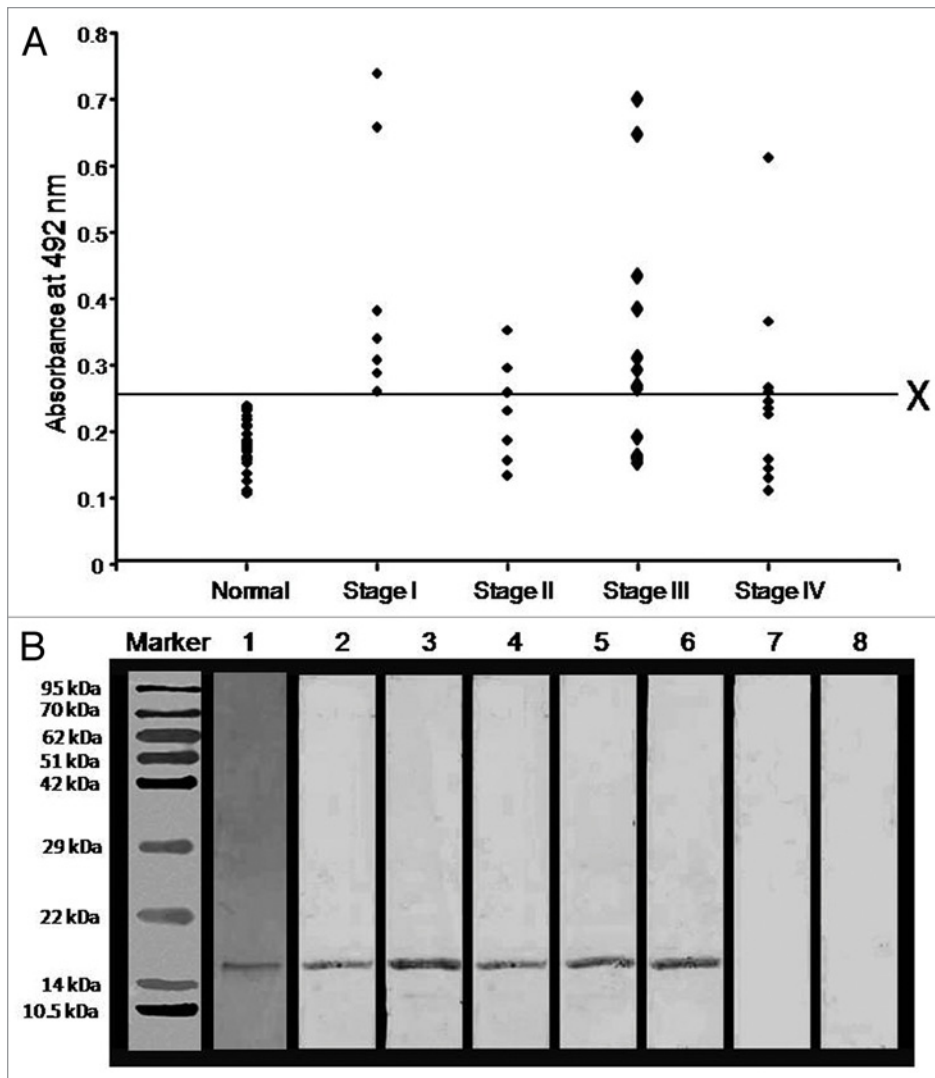 A
Absorbance at 492 nm
0.8
0.7
0.6
0.5
0.4
0.3
0.2
0.1
0
X
Normal Stage I Stage II Stage III Stage IV
B
Marker 1 2 3 4 5 6 7 8
95 kDa
70 kDa
62 kDa
51 kDa
42 kDa
29 kDa
22 kDa
14 kDa
10.5 kDa